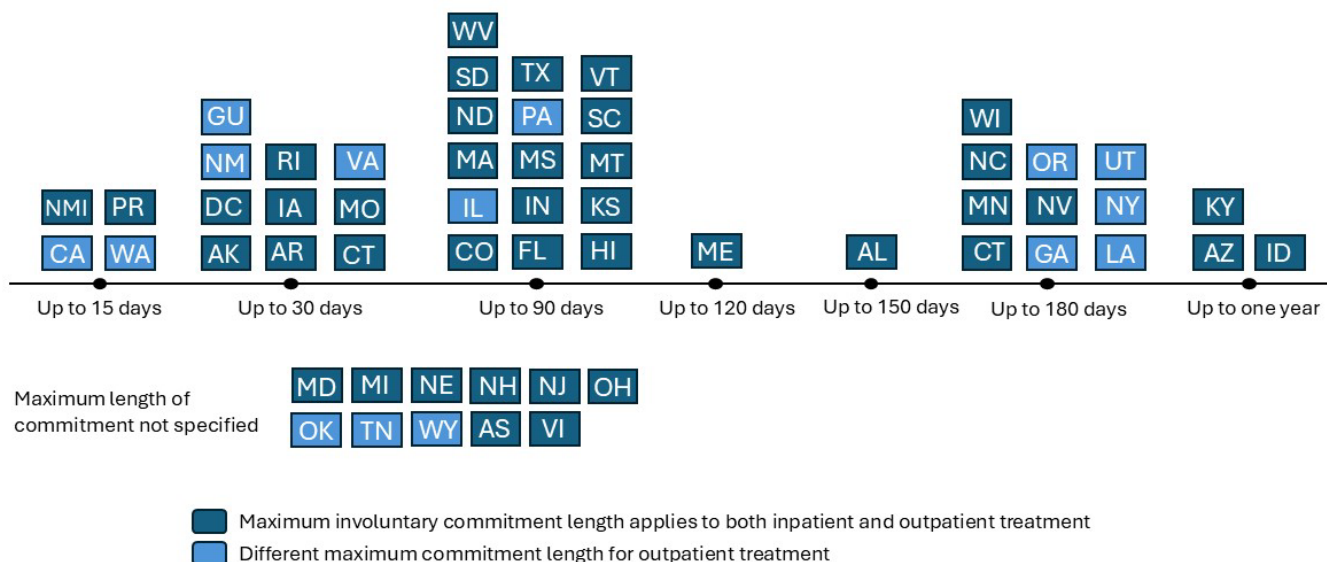 WV
SD TX VT
GU ND PA SC WI
NM RI VA MA MS MT NC OR UT
NMI PR DC IA MO IL IN KS MN NV NY KY
CA WA AK AR CT CO FL HI ME AL CT GA LA AZ ID
Up to 15 days Up to 30 days Up to 90 days Up to 120 days Up to 150 days Up to 180 days Up to one year
MD MI NE NH NJ OH
Maximum length of
commitment not specified
OK TN WY AS VI
Maximum involuntary commitment length applies to both inpatient and outpatient treatment
Different maximum commitment length for outpatient treatment